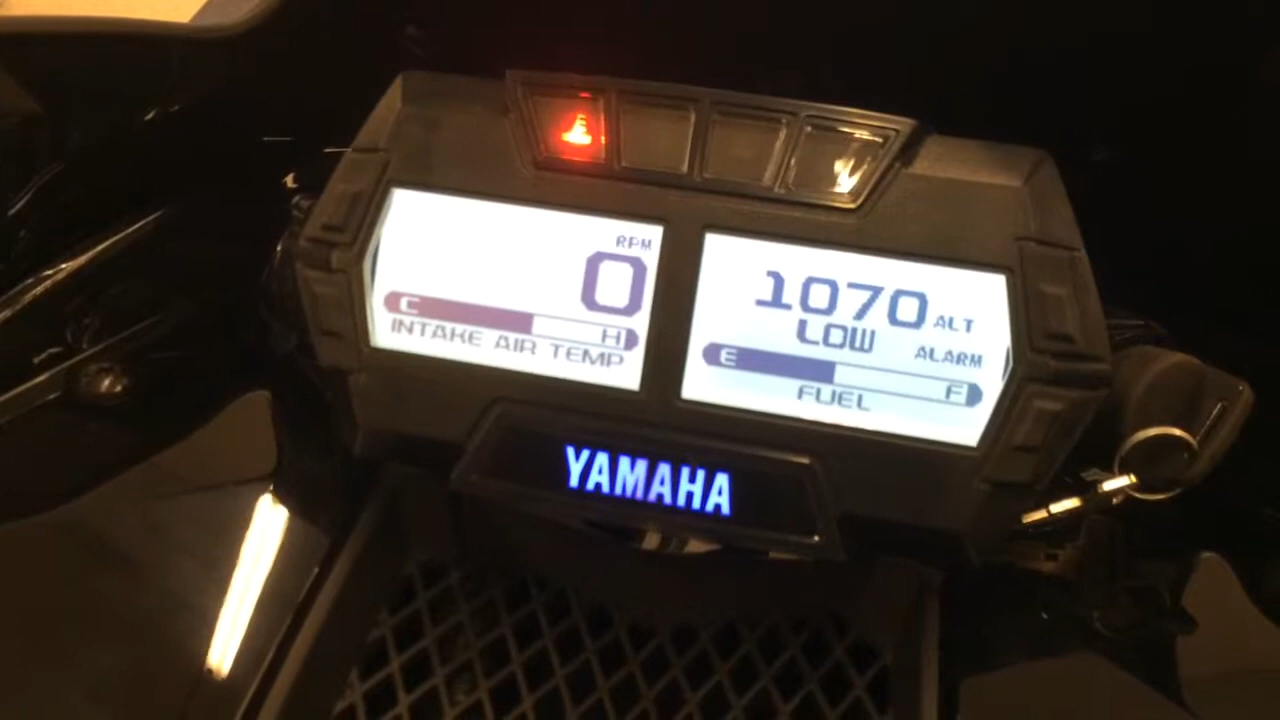 RPM
0
C H
INTAKE AIR TEMP
1070 ALT
LOW
ALARM
E F
FUEL
YAMAHA